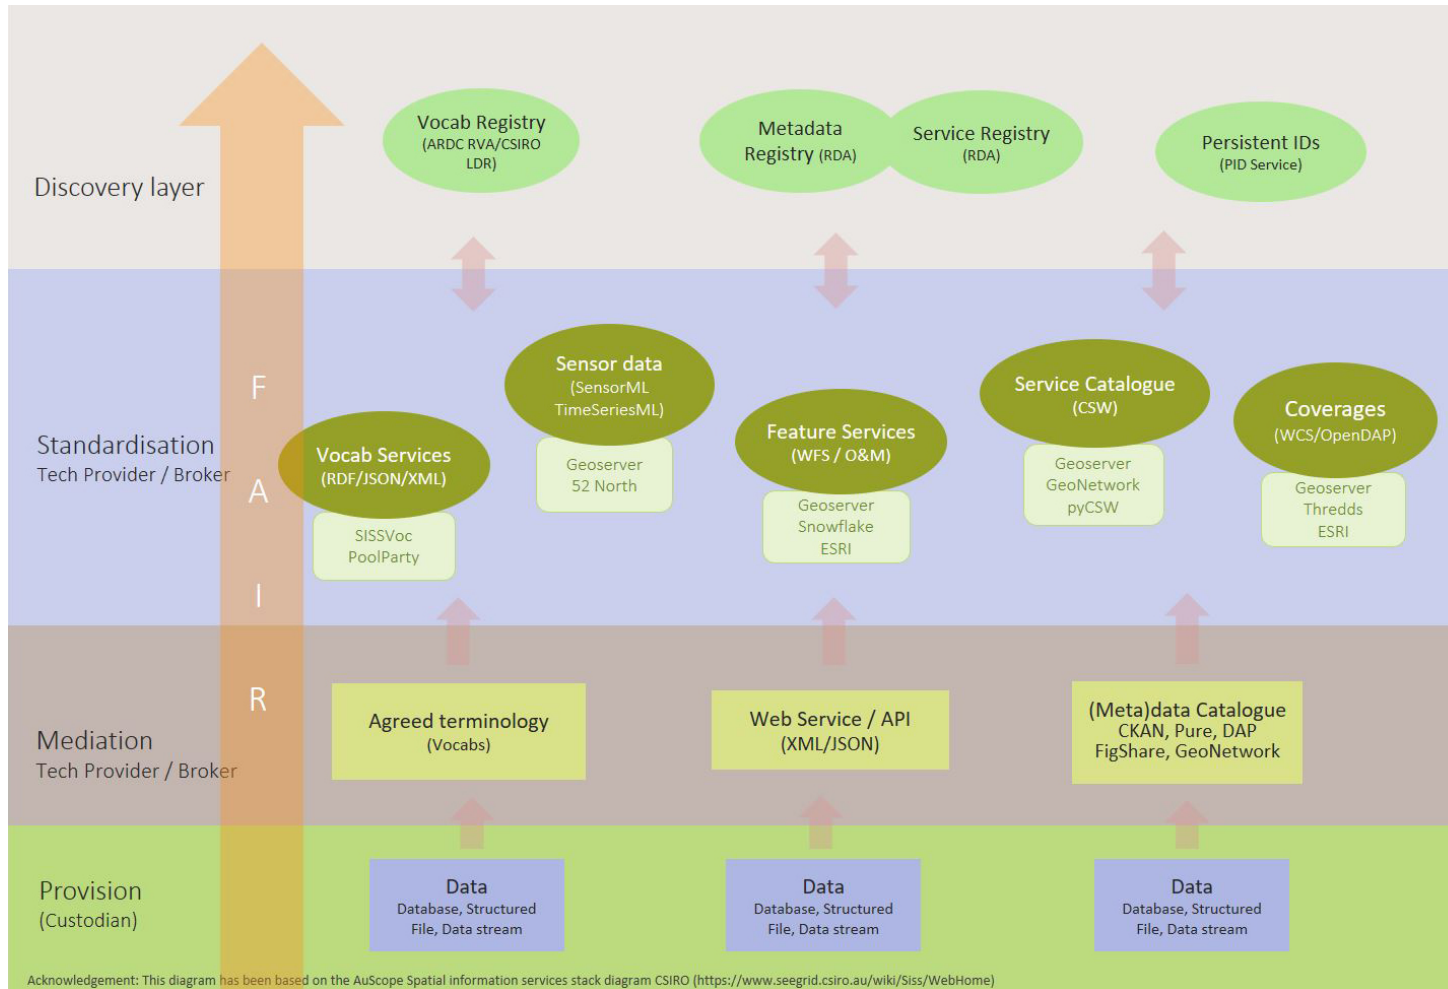 Discovery layer
Vocab Registry
(ARDC RVA/CSIRO
LDR)
Metadata
Registry (RDA)
Service Registry
(RDA)
Persistent IDs
(PID Service)
F
A
I
R
Standardisation
Tech Provider / Broker
Vocab Services
(RDF/JSON/XML)
SISSVoc
PoolParty
Sensor data
(SensorML
TimeSeriesML)
Geoserver
52 North
Feature Services
(WFS / O&M)
Geoserver
Snowflake
ESRI
Service Catalogue
(CSW)
Geoserver
GeoNetwork
pyCSW
Coverages
(WCS/OpenDAP)
Geoserver
Thredds
ESRI
Mediation
Tech Provider / Broker
Agreed terminology
(Vocabs)
Web Service / API
(XML/JSON)
(Meta)data Catalogue
CKAN, Pure, DAP
FigShare, GeoNetwork
Provision
(Custodian)
Data
Database, Structured
File, Data stream
Data
Database, Structured
File, Data stream
Data
Database, Structured
File, Data stream
Acknowledgement: This diagram has been based on the AuScope Spatial information services stack diagram CSIRO (https://www.seegrid.csiro.au/wiki/Siss/WebHome)